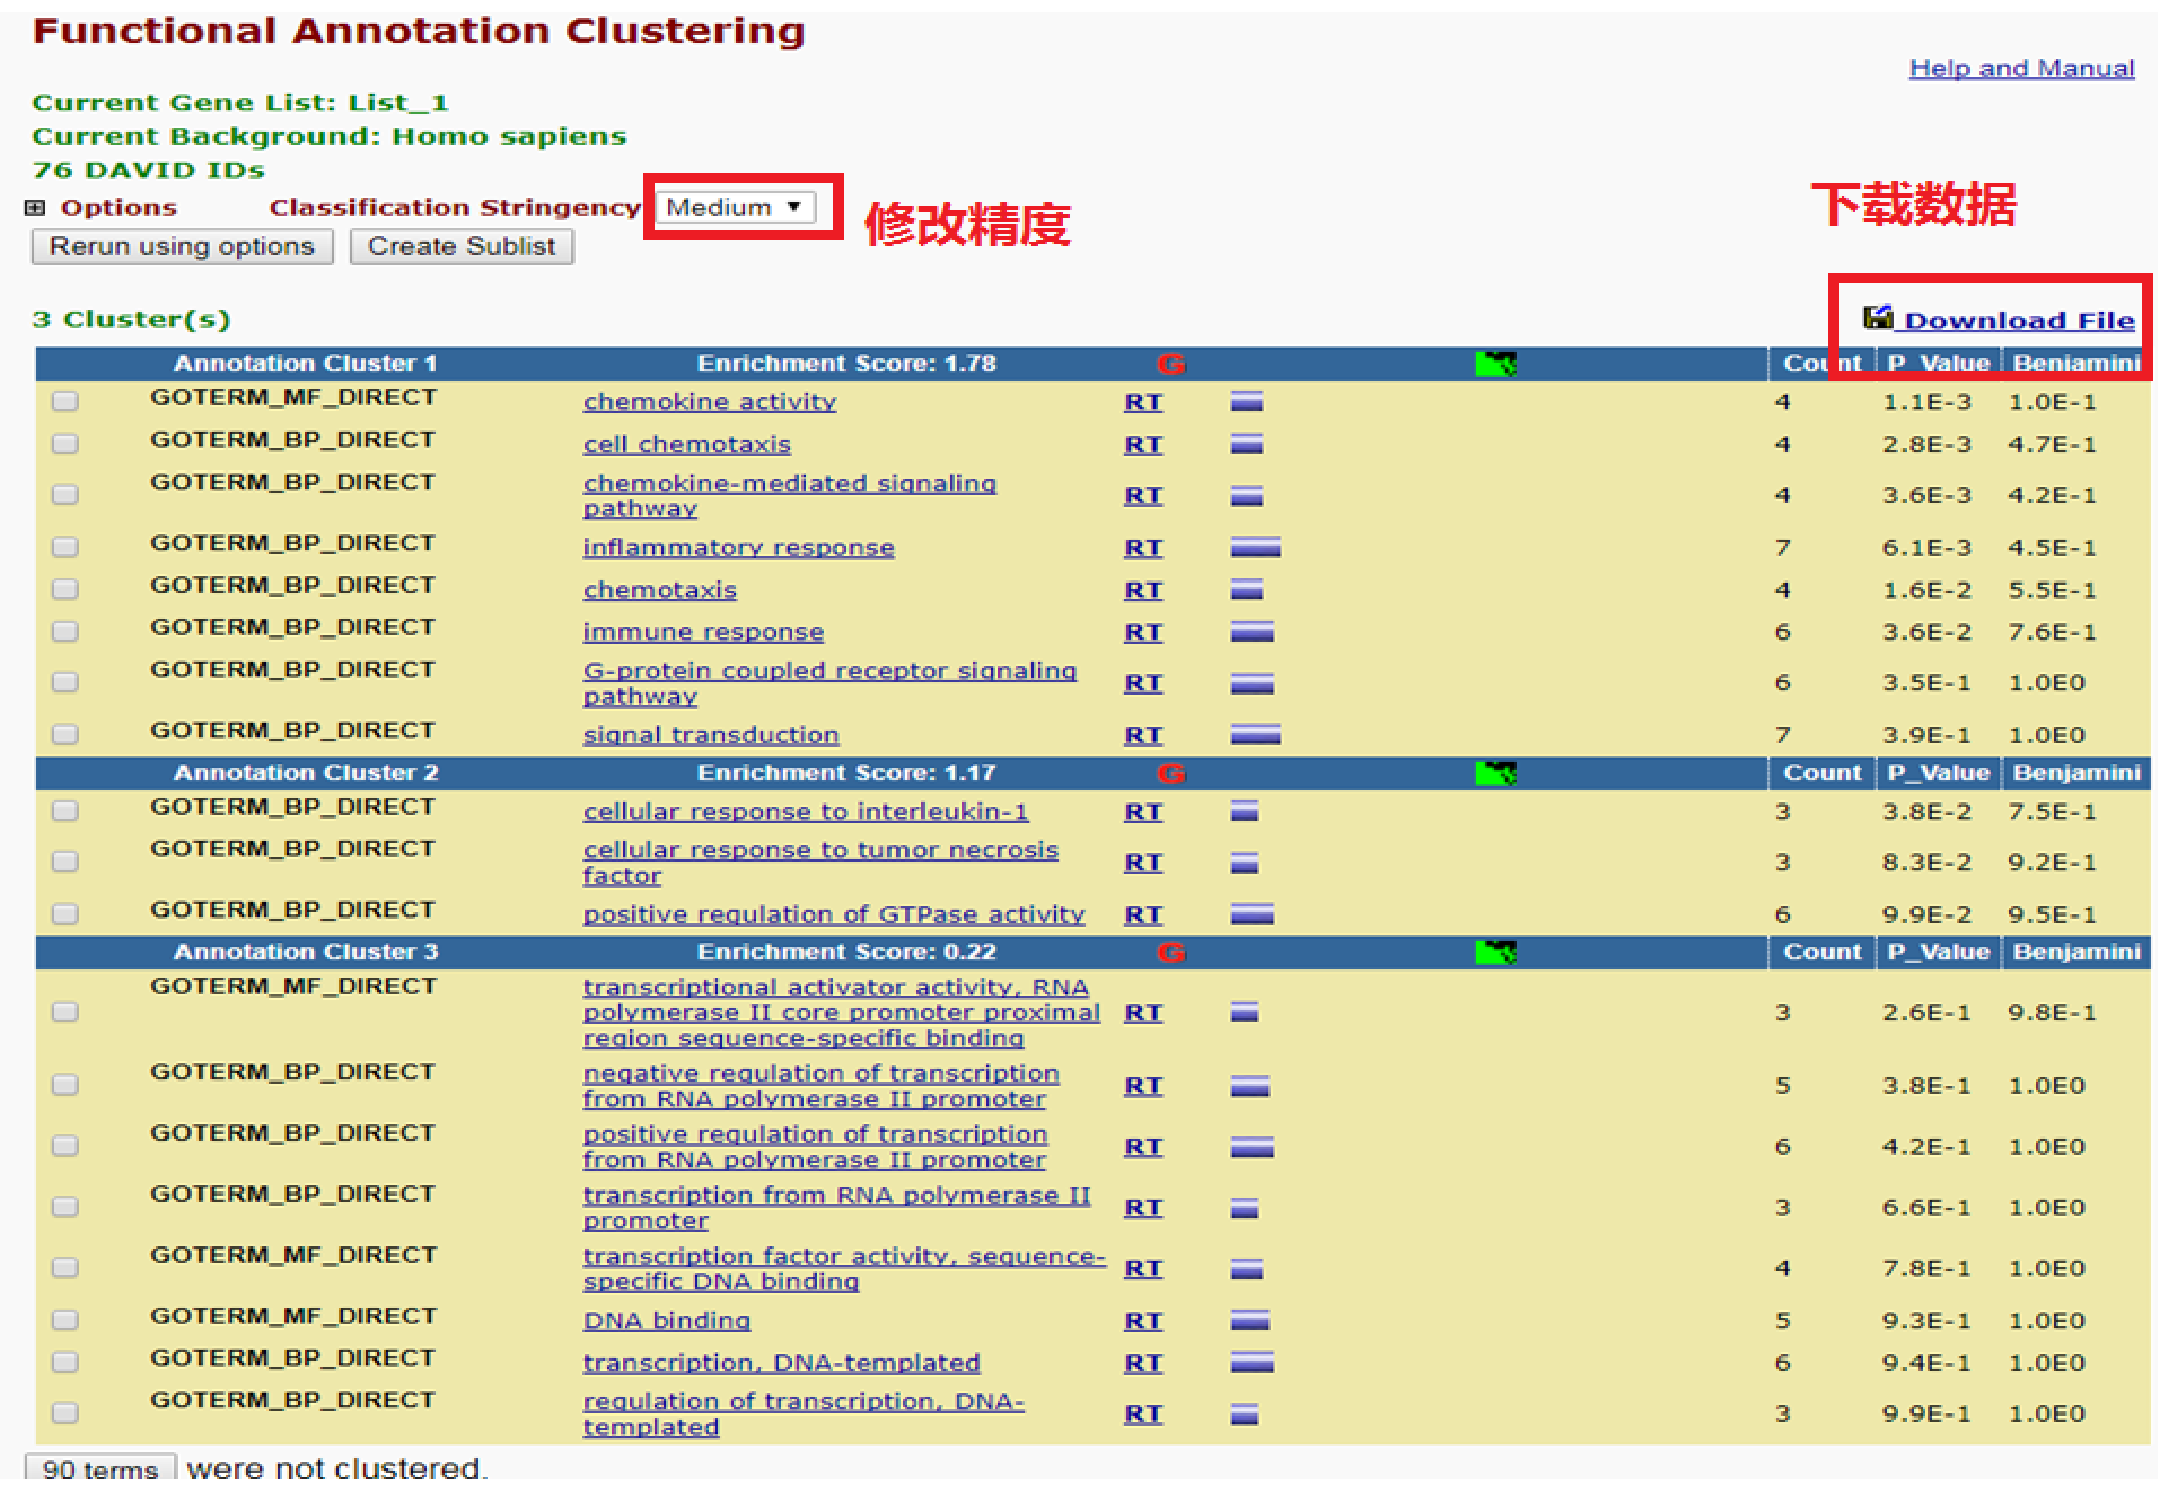 Functional Annotation Clustering
Help and Manual
Current Gene List: List_1
Current Background: Homo sapiens
76 DAVID IDs
Options Classification Stringency Medium 修改精度 下载数据
Rerun using options Create Sublist
3 Cluster(s) Download File
Annotation Cluster 1 Enrichment Score: 1.78 G Count P_Value Benjamini
GOTERM_MF_DIRECT chemokine activity RT 4 1.1E-3 1.0E-1
GOTERM_BP_DIRECT cell chemotaxis RT 4 2.8E-3 4.7E-1
GOTERM_BP_DIRECT chemokine-mediated signaling
pathway RT 4 3.6E-3 4.2E-1
GOTERM_BP_DIRECT inflammatory response RT 7 6.1E-3 4.5E-1
GOTERM_BP_DIRECT chemotaxis RT 4 1.6E-2 5.5E-1
GOTERM_BP_DIRECT immune response RT 6 3.6E-2 7.6E-1
GOTERM_BP_DIRECT G-protein coupled receptor signaling
pathway RT 6 3.5E-1 1.0E0
GOTERM_BP_DIRECT signal transduction RT 7 3.9E-1 1.0E0
Annotation Cluster 2 Enrichment Score: 1.17 G Count P_Value Benjamini
GOTERM_BP_DIRECT cellular response to interleukin-1 RT 3 3.8E-2 7.5E-1
GOTERM_BP_DIRECT cellular response to tumor necrosis
factor RT 3 8.3E-2 9.2E-1
GOTERM_BP_DIRECT positive regulation of GTPase activity RT 6 9.9E-2 9.5E-1
Annotation Cluster 3 Enrichment Score: 0.22 G Count P_Value Benjamini
GOTERM_MF_DIRECT transcriptional activator activity, RNA
polymerase II core promoter proximal
region sequence-specific binding RT 3 2.6E-1 9.8E-1
GOTERM_BP_DIRECT negative regulation of transcription
from RNA polymerase II promoter RT 5 3.8E-1 1.0E0
GOTERM_BP_DIRECT positive regulation of transcription
from RNA polymerase II promoter RT 6 4.2E-1 1.0E0
GOTERM_BP_DIRECT transcription from RNA polymerase II
promoter RT 3 6.6E-1 1.0E0
GOTERM_MF_DIRECT transcription factor activity, sequence-
specific DNA binding RT 4 7.8E-1 1.0E0
GOTERM_MF_DIRECT DNA binding RT 5 9.3E-1 1.0E0
GOTERM_BP_DIRECT transcription, DNA-templated RT 6 9.4E-1 1.0E0
GOTERM_BP_DIRECT regulation of transcription, DNA-
templated RT 3 9.9E-1 1.0E0
90 terms were not clustered.